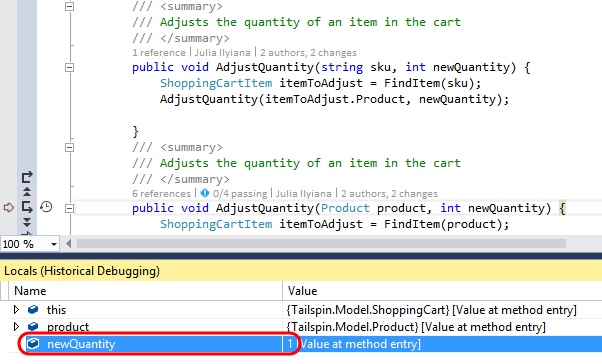 /// <summary>
/// Adjusts the quantity of an item in the cart
/// </summary>
1 reference | Julia Ilyiana | 2 authors, 2 changes
public void AdjustQuantity(string sku, int newQuantity) {
ShoppingCartItem itemToAdjust = FindItem(sku);
AdjustQuantity(itemToAdjust.Product, newQuantity);
}
/// <summary>
/// Adjusts the quantity of an item in the cart
/// </summary>
6 references | 0/4 passing | Julia Ilyiana | 2 authors, 2 changes
public void AdjustQuantity(Product product, int newQuantity) {
ShoppingCartItem itemToAdjust = FindItem(product);
100 %
Locals (Historical Debugging)
Name Value
this {Tailspin.Model.ShoppingCart} [Value at method entry]
product {Tailspin.Model.Product} [Value at method entry]
newQuantity 1 [Value at method entry]